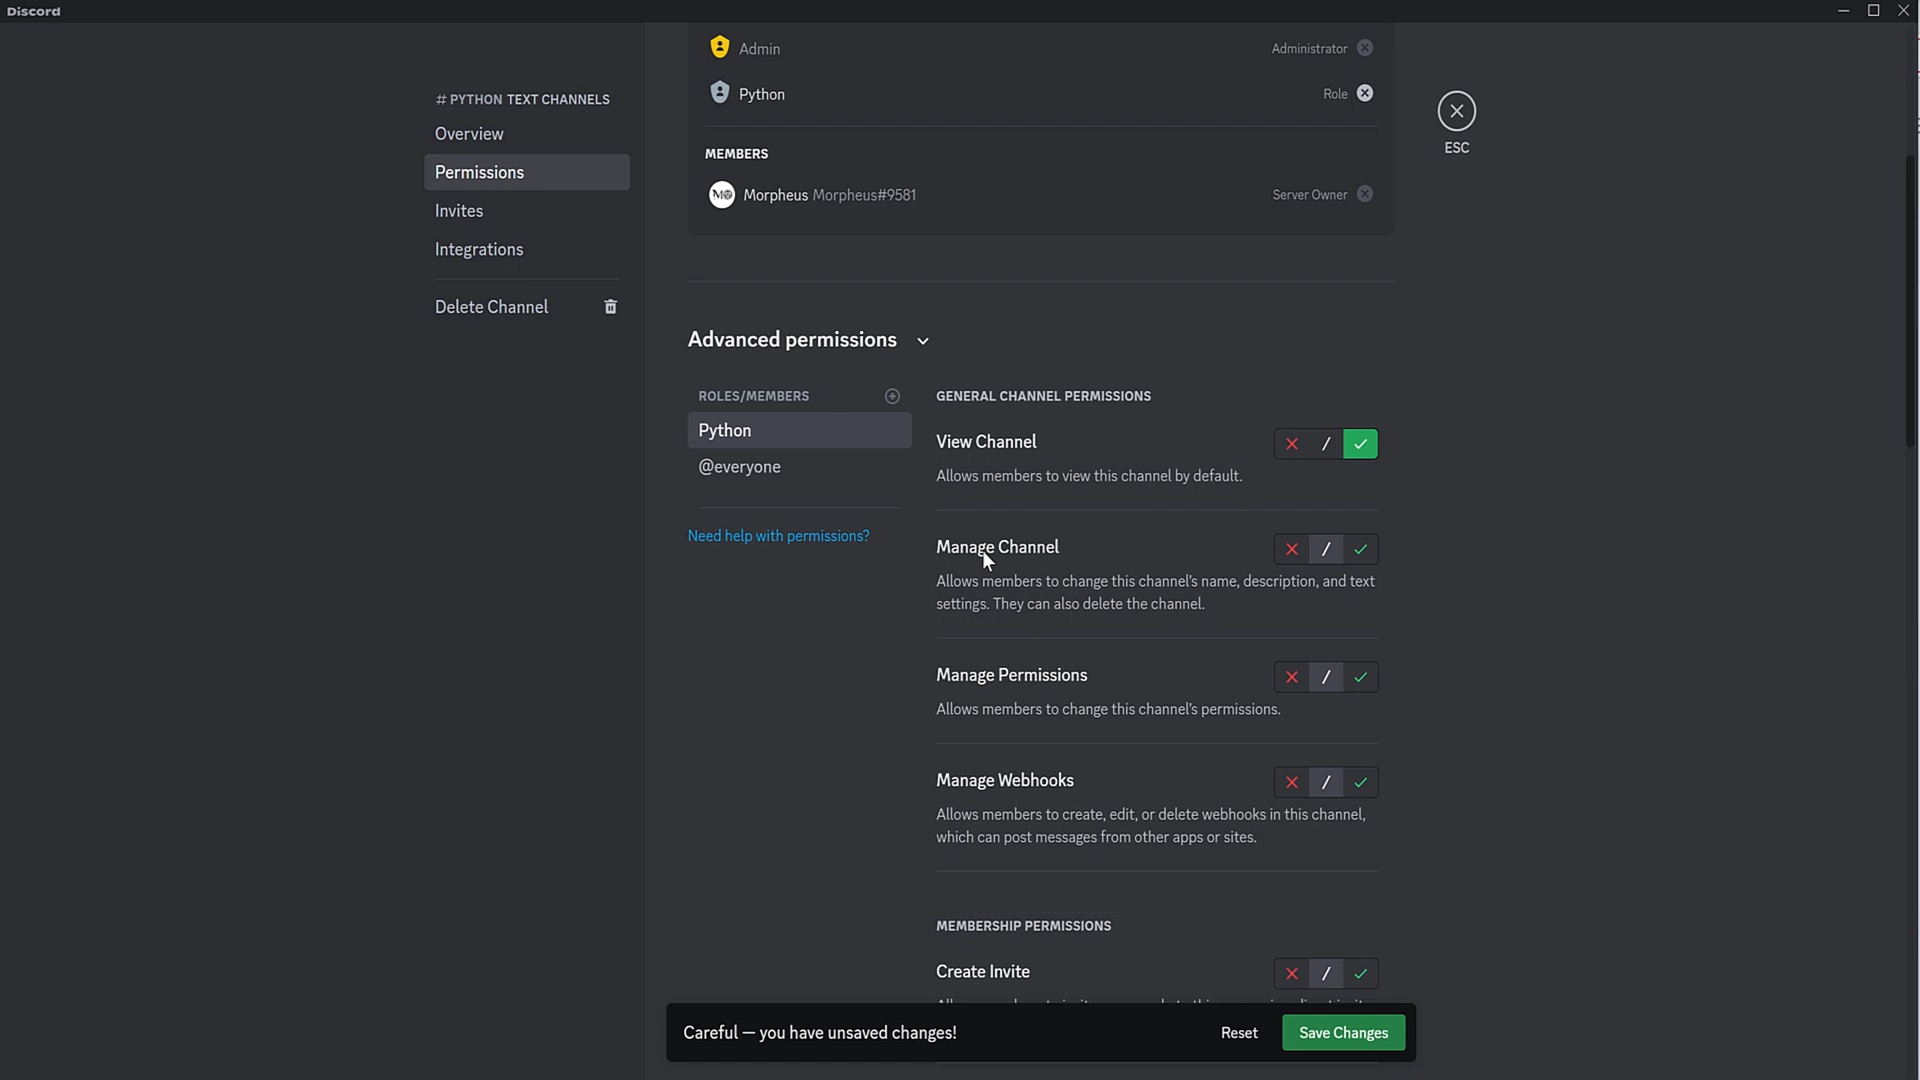 Discord
Admin
Administrator
Python
Role
# PYTHON TEXT CHANNELS
ESC
Overview
MEMBERS
Permissions
Morpheus Morpheus#9581
Server Owner
Invites
Integrations
Delete Channel
Advanced permissions
ROLES/MEMBERS
GENERAL CHANNEL PERMISSIONS
Python
View Channel
@everyone
Allows members to view this channel by default.
Need help with permissions?
Manage Channel
Allows members to change this channel's name, description, and text
settings. They can also delete the channel.
Manage Permissions
Allows members to change this channel's permissions.
Manage Webhooks
Allows members to create, edit, or delete webhooks in this channel,
which can post messages from other apps or sites.
MEMBERSHIP PERMISSIONS
Create Invite
Careful — you have unsaved changes!
Reset
Save Changes